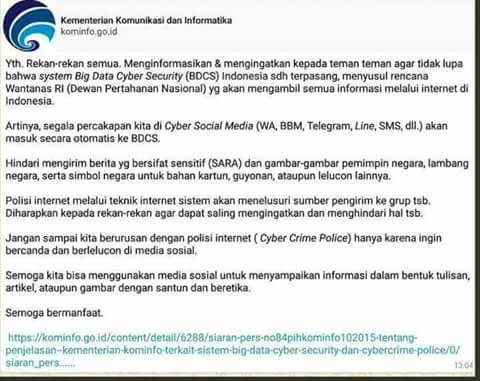 Kementerian Komunikasi dan Informatika
kominfo.go.id
Yth. Rekan-rekan semua. Menginformasikan & mengingatkan kepada teman teman agar tidak lupa
bahwa system Big Data Cyber Security (BDCS) Indonesia sdh terpasang, menyusul rencana
Wantanas RI (Dewan Pertahanan Nasional) yg akan mengambil semua informasi melalui internet di
Indonesia.
Artinya, segala percakapan kita di Cyber Social Media (WA, BBM, Telegram, Line, SMS, dll.) akan
masuk secara otomatis ke BDCS.
Hindari mengirim berita yg bersifat sensitif (SARA) dan gambar-gambar pemimpin negara, lambang
negara, serta simbol negara untuk bahan kartun, guyonan, ataupun lelucon lainnya.
Polisi internet melalui teknik internet sistem akan menelusuri sumber pengirim ke grup tsb.
Diharapkan kepada rekan-rekan agar dapat saling mengingatkan dan menghindari hal tsb.
Jangan sampai kita berurusan dengan polisi internet ( Cyber Crime Police) hanya karena ingin
bercanda dan berlelucon di media sosial.
Semoga kita bisa menggunakan media sosial untuk menyampaikan informasi dalam bentuk tulisan,
artikel, ataupun gambar dengan santun dan beretika.
Semoga bermanfaat.
https://kominfo.go.id/content/detail/6288/siaran-pers-no84pihkominfo102015-tentang-
penjelasan--kementerian-kominfo-terkait-sistem-big-data-cyber-security-dan-cybercrime-police/0/
siaran_pers......
13.04